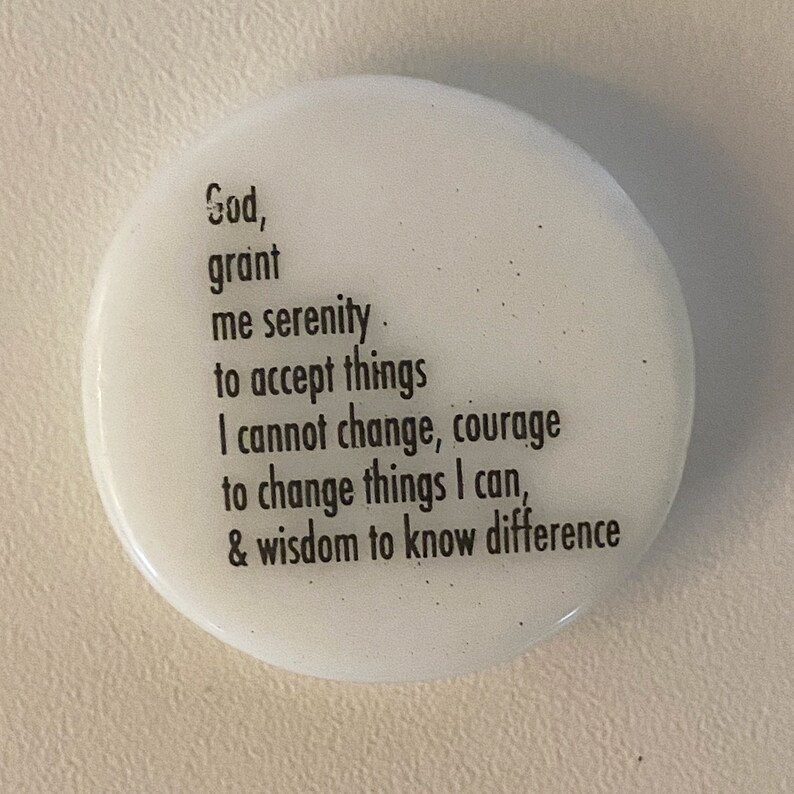 God,
grant
me serenity
to accept things
I cannot change, courage
to change things I can,
& wisdom to know difference